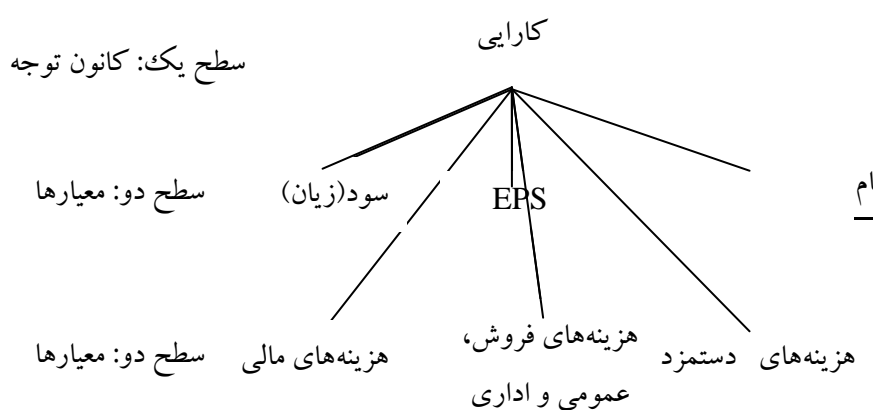 کارایی
سطح یک: کانون توجه
سطح دو: معیارها
سود(زیان)
EPS
سطح دو: معیارها
هزینه‌های مالی
هزینه‌های فروش،
عمومی و اداری
هزینه‌های دستمزد